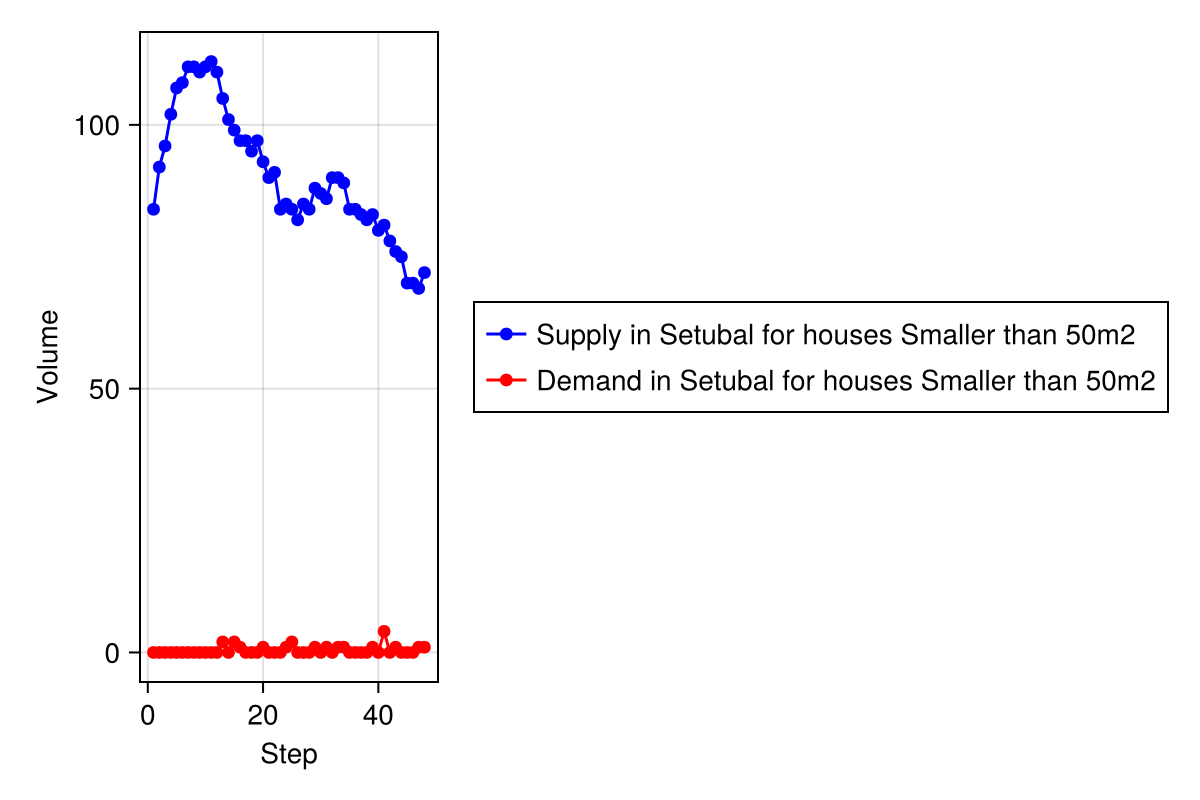 Volume
100
50
0
0 20 40
Step
Supply in Setubal for houses Smaller than 50m2
Demand in Setubal for houses Smaller than 50m2